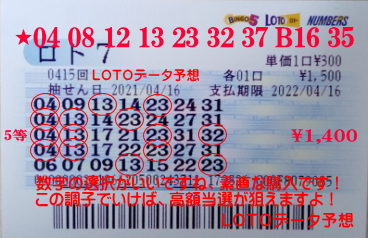 BINGO5 LOTO NUMBERS
★04 08 12 13 23 32 37 B16 35
ロト7
単価1口¥300
0415回 LOTOデータ予想
各01口 ¥1,500
抽せん日 2021/04/16
支払期限 2022/04/16
04 09 13 14 23 24 31
04 13 14 17 22 24 31
5等 04 13 17 21 23 31 32 ¥1,400
04 13 17 22 23 27 31
06 07 09 13 15 22 23
数字の選択がいいですね、素直な購入です!
この調子でいけば、高額当選が狙えますよ!
LOTOデータ予想